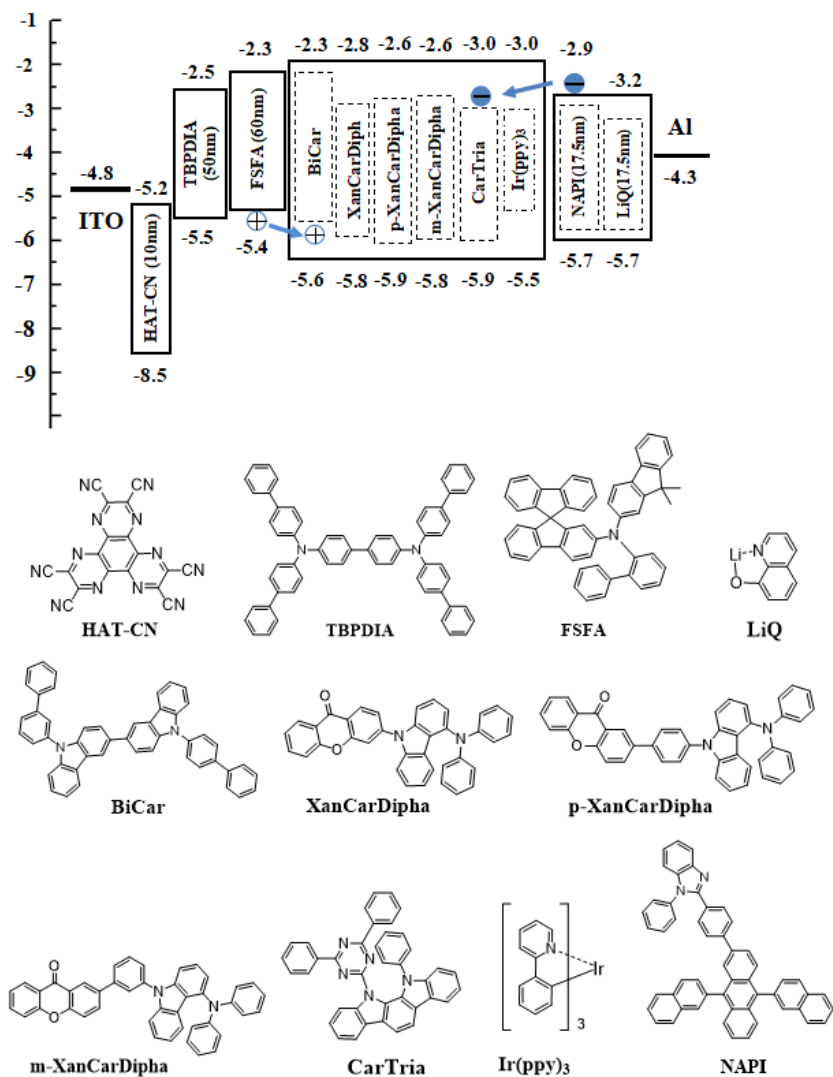 -1
-2
-3
-4
-5
-6
-7
-8
-9
-4.8
ITO
-5.2
HAT-CN (10nm)
-8.5
-2.5
TBPDIA
(50nm)
-5.5
-2.3
FSFA (60nm)
-5.4
-2.3
BiCar
-5.6
-2.8
XanCarDiph
-5.8
-2.6
p-XanCarDipha
-5.9
-2.6
m-XanCarDipha
-5.8
-3.0
CarTria
-5.9
-3.0
Ir(ppy)₃
-5.5
-2.9
NAPI(17.5nm)
-5.7
-3.2
LiQ(17.5nm)
-5.7
Al
-4.3
CN CN
N N
NC N N CN
NC N N CN
HAT-CN
N N
TBPDIA
N
FSFA
Li N
O
LiQ
N N
BiCar
O
O N N
XanCarDipha
O
O N N
p-XanCarDipha
O
O N N
m-XanCarDipha
N N
N N N
CarTria
N
Ir
3
Ir(ppy)₃
N
N
NAPI